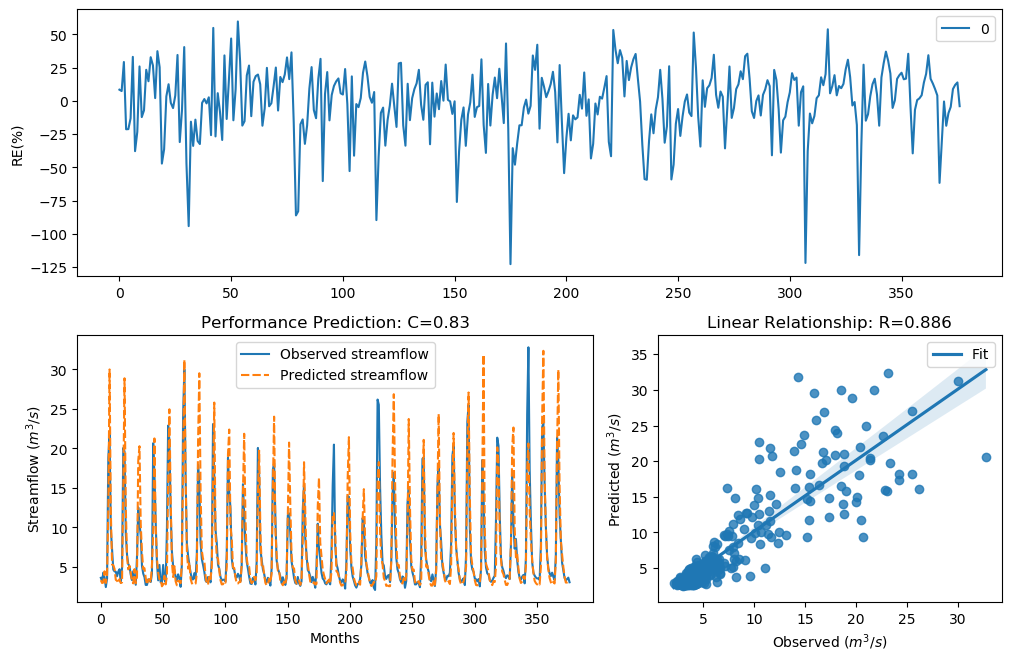 50
25
0
−25
−50
−75
−100
−125
RE(%)
0
0 50 100 150 200 250 300 350
Performance Prediction: C=0.83
30
25
20
15
10
5
Streamflow (m³/s)
Observed streamflow
Predicted streamflow
0 50 100 150 200 250 300 350
Months
Linear Relationship: R=0.886
35
30
25
20
15
10
5
Predicted (m³/s)
Fit
5 10 15 20 25 30
Observed (m³/s)